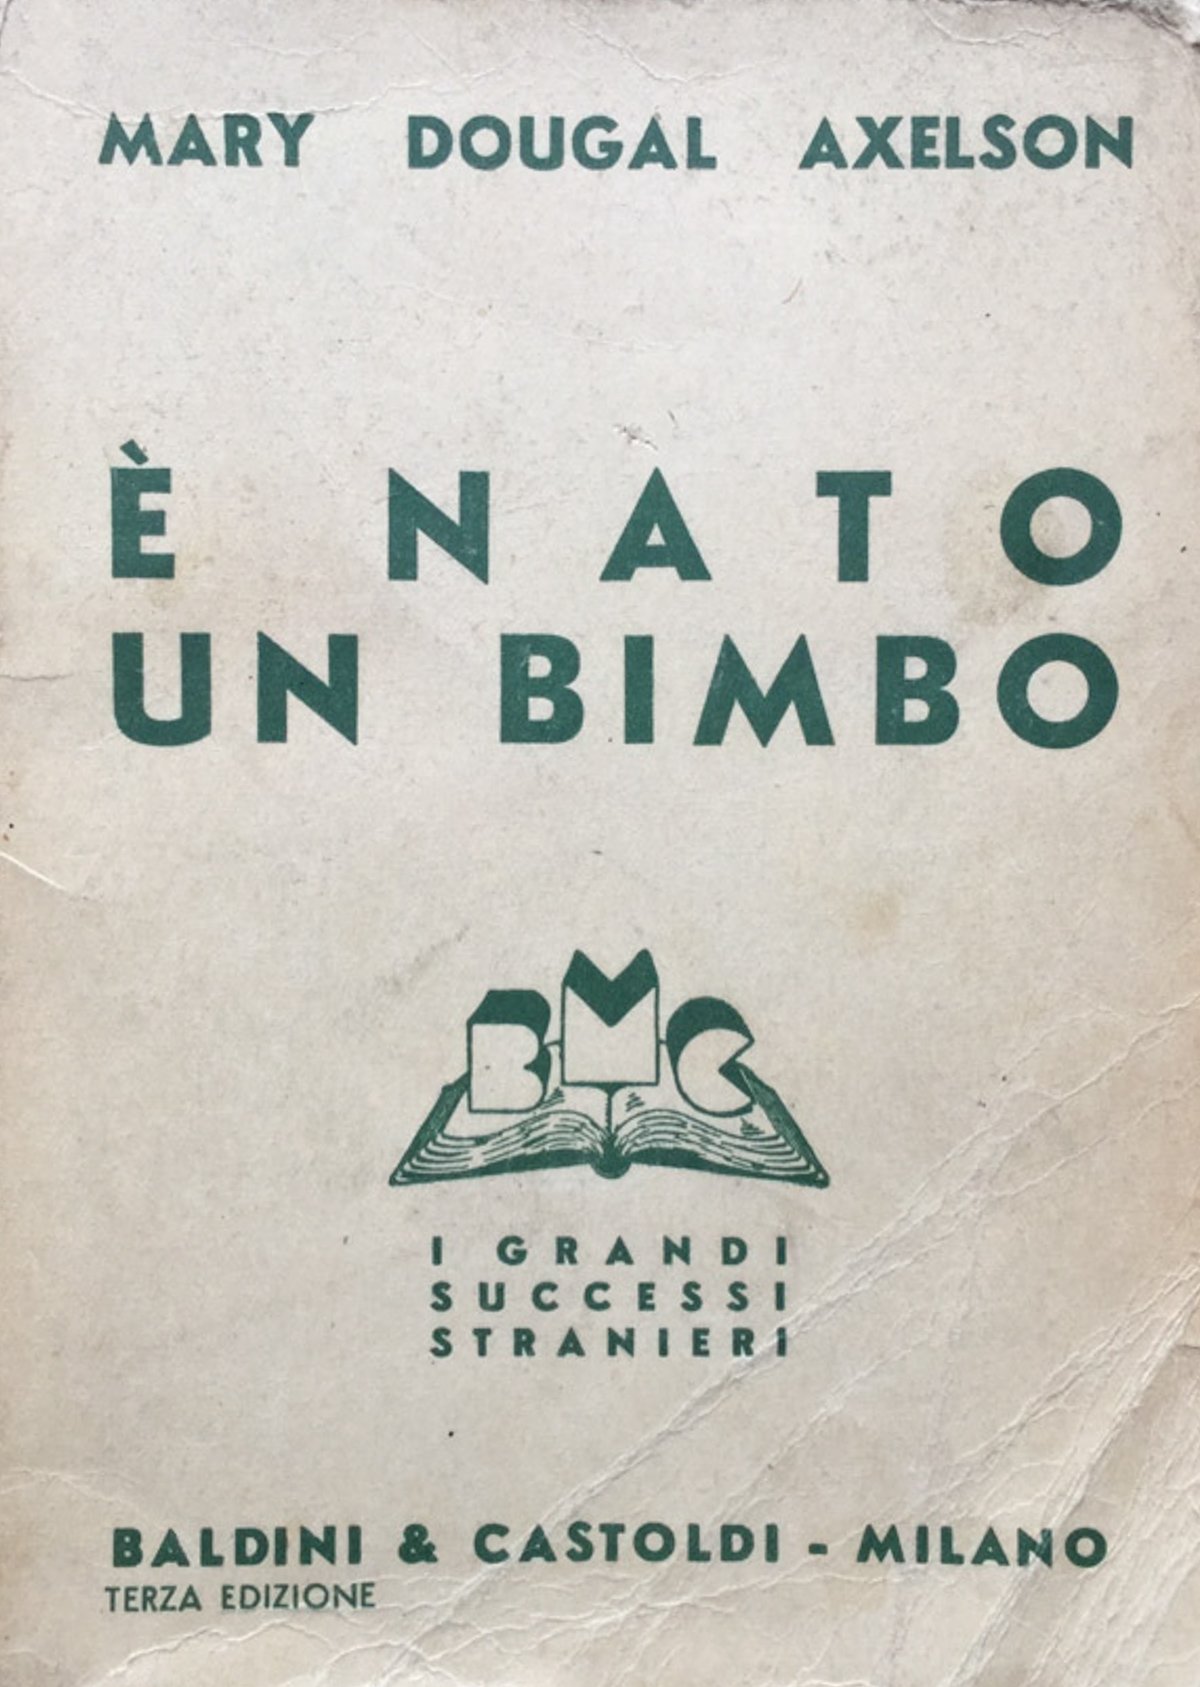 MARY DOUGAL AXELSON
È NATO
UN BIMBO
BMC
I GRANDI
SUCCESSI
STRANIERI
BALDINI & CASTOLDI - MILANO
TERZA EDIZIONE